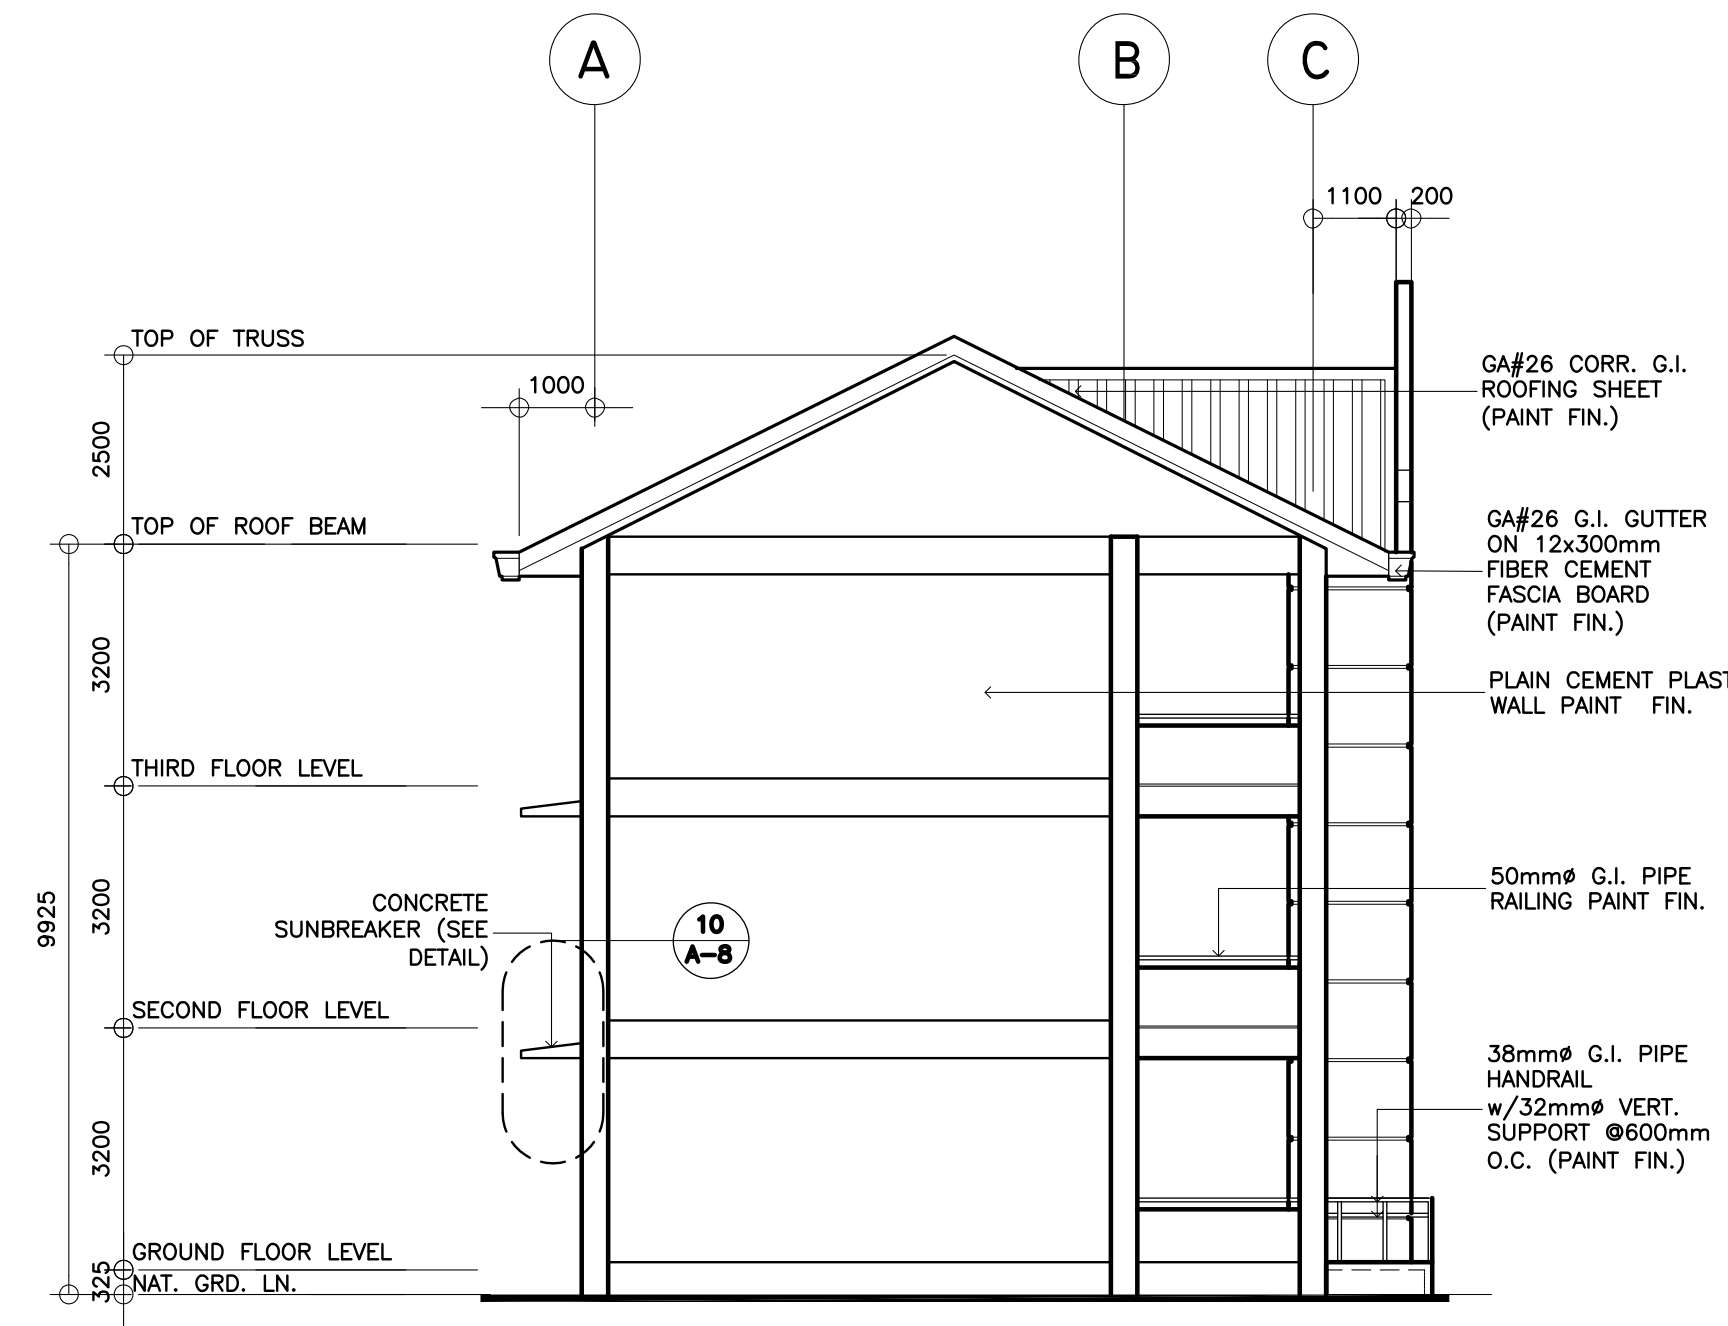 A
B
C
1100
200
TOP OF TRUSS
1000
GA#26 CORR. G.I.
ROOFING SHEET
(PAINT FIN.)
2500
TOP OF ROOF BEAM
GA#26 G.I. GUTTER
ON 12x300mm
FIBER CEMENT
FASCIA BOARD
(PAINT FIN.)
3200
PLAIN CEMENT PLAST
WALL PAINT FIN.
THIRD FLOOR LEVEL
9925
3200
CONCRETE
SUNBREAKER (SEE
DETAIL)
10
A-8
50mmø G.I. PIPE
RAILING PAINT FIN.
SECOND FLOOR LEVEL
38mmø G.I. PIPE
HANDRAIL
w/32mmø VERT.
SUPPORT @600mm
O.C. (PAINT FIN.)
3200
GROUND FLOOR LEVEL
325
NAT. GRD. LN.